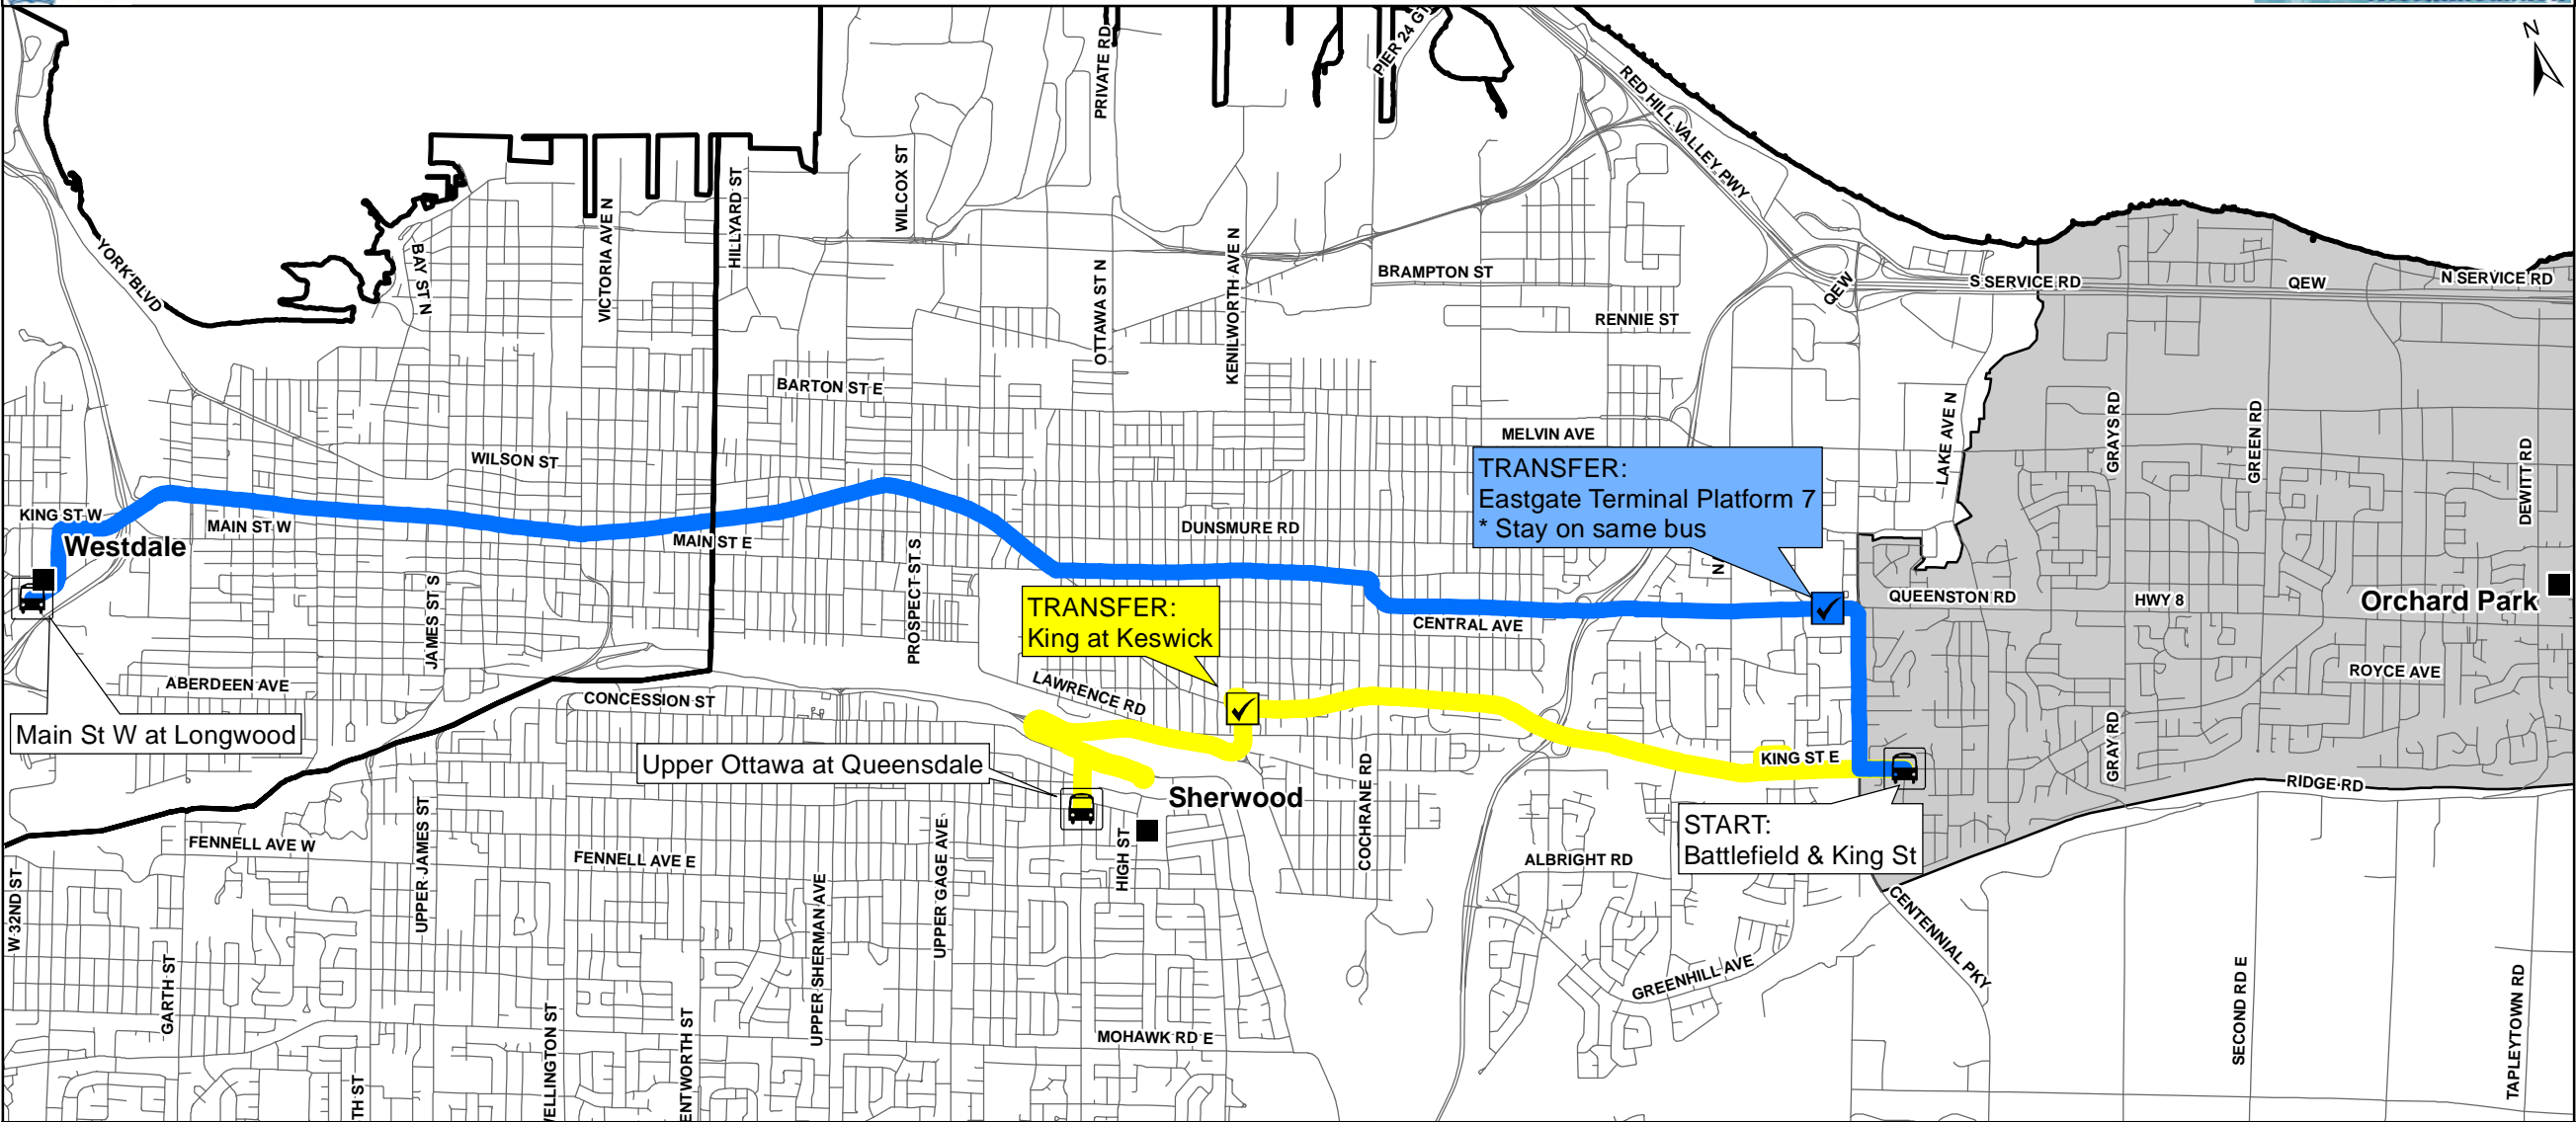 N
PRIVATE RD
PIER 24 GT
RED HILL VALLEY PWY
WILCOX ST
HILLYARD ST
VICTORIA AVE N
YORK BLVD
BAY ST N
OTTAWA ST N
KENILWORTH AVE N
BRAMPTON ST
QEW
S SERVICE RD
QEW
N SERVICE RD
RENNIE ST
BARTON ST E
MELVIN AVE
LAKE AVE N
GRAYS RD
GREEN RD
DEWITT RD
WILSON ST
TRANSFER:
Eastgate Terminal Platform 7
* Stay on same bus
KING ST W
MAIN ST W
MAIN ST E
DUNSMURE RD
Westdale
N
JAMES ST S
PROSPECT ST S
TRANSFER:
King at Keswick
CENTRAL AVE
QUEENSTON RD
HWY 8
Orchard Park
ABERDEEN AVE
CONCESSION ST
LAWRENCE RD
ROYCE AVE
Main St W at Longwood
Upper Ottawa at Queensdale
KING ST E
GRAY RD
RIDGE RD
Sherwood
COCHRANE RD
START:
Battlefield & King St
FENNELL AVE W
UPPER JAMES ST
FENNELL AVE E
UPPER SHERMAN AVE
UPPER GAGE AVE
HIGH ST
ALBRIGHT RD
W 32ND ST
GARTH ST
CENTENNIAL PKY
GREENHILL AVE
SECOND RD E
TAPLEYTOWN RD
MOHAWK RD E
TH ST
ELLINGTON ST
ENTWORTH ST